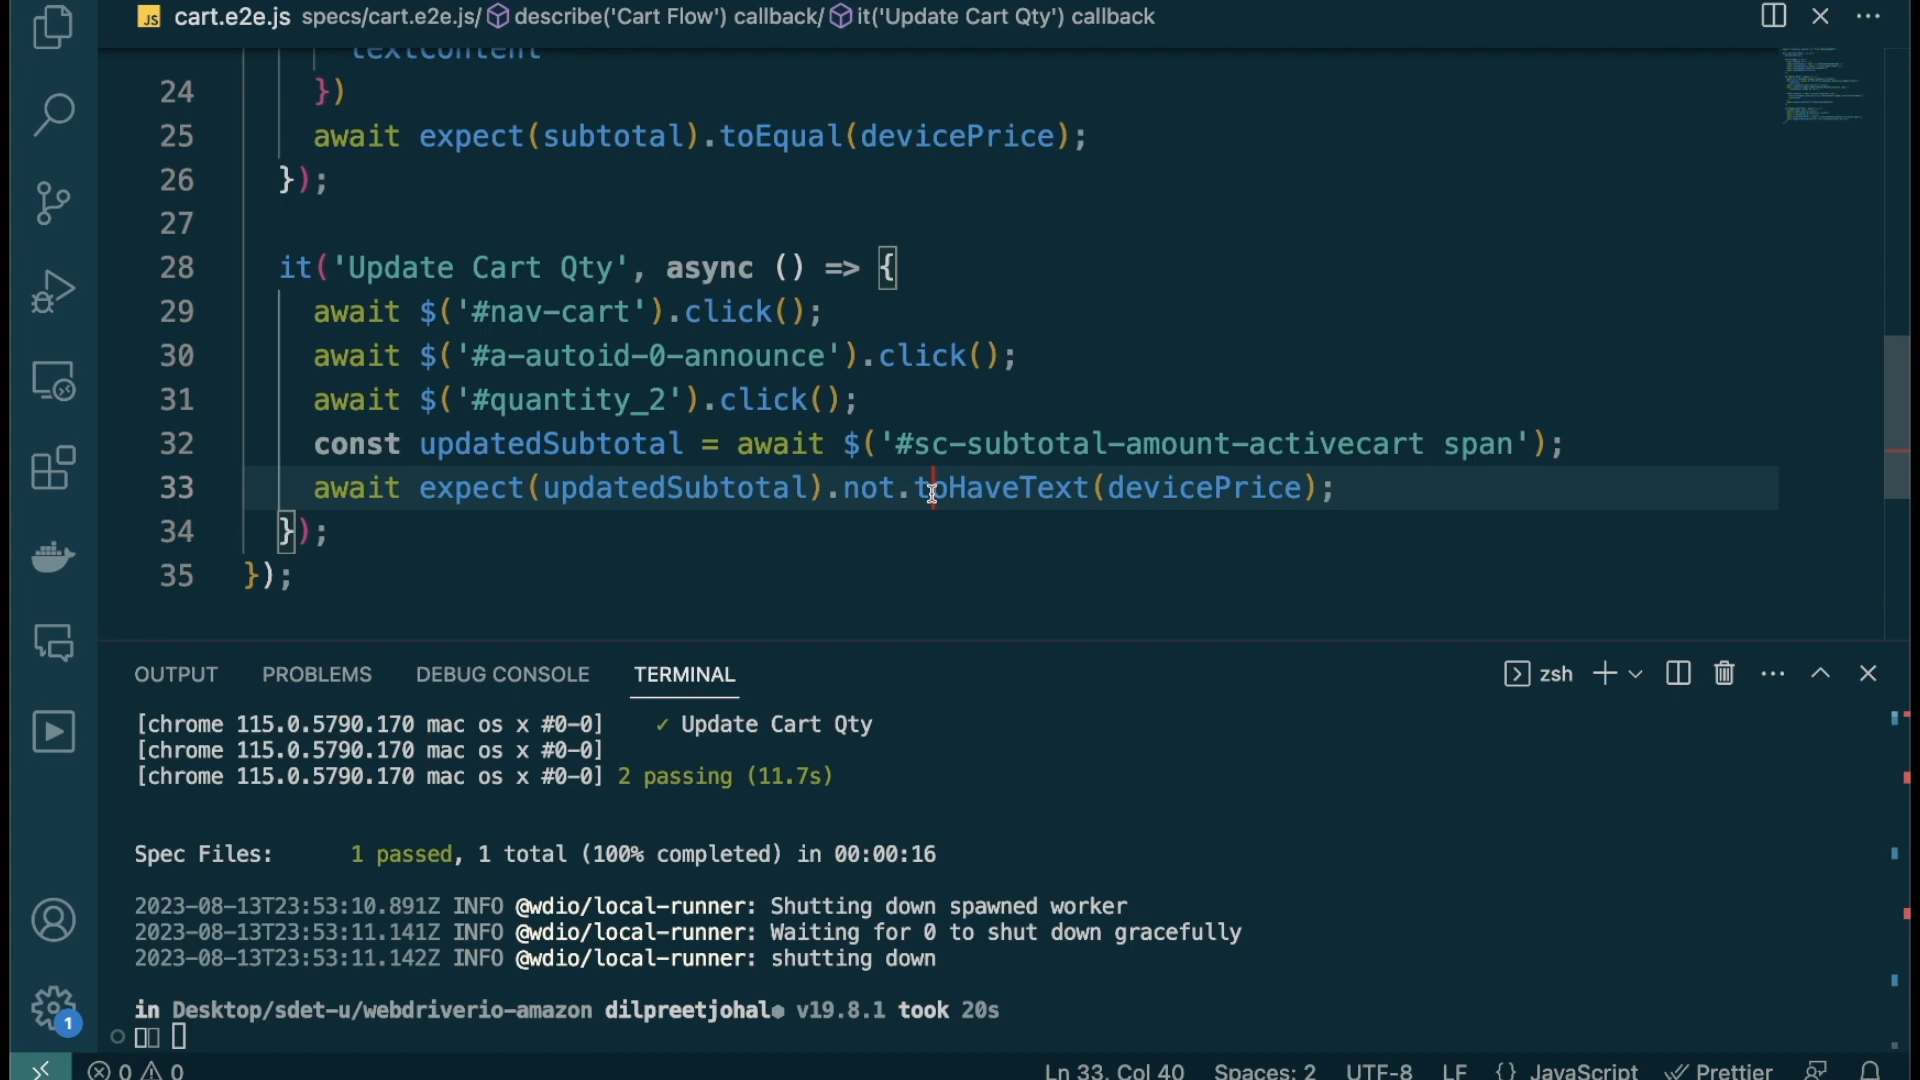 JS cart.e2e.js specs/cart.e2e.js/ describe('Cart Flow') callback/ it('Update Cart Qty') callback
textContent
24 })
25 await expect(subtotal).toEqual(devicePrice);
26 });
27
28 it('Update Cart Qty', async () => {
29 await $('#nav-cart').click();
30 await $('#a-autoid-0-announce').click();
31 await $('#quantity_2').click();
32 const updatedSubtotal = await $('#sc-subtotal-amount-activecart span');
33 await expect(updatedSubtotal).not.toHaveText(devicePrice);
34 });
35 });
OUTPUT PROBLEMS DEBUG CONSOLE TERMINAL zsh
[chrome 115.0.5790.170 mac os x #0-0] ✓ Update Cart Qty
[chrome 115.0.5790.170 mac os x #0-0]
[chrome 115.0.5790.170 mac os x #0-0] 2 passing (11.7s)
Spec Files: 1 passed, 1 total (100% completed) in 00:00:16
2023-08-13T23:53:10.891Z INFO @wdio/local-runner: Shutting down spawned worker
2023-08-13T23:53:11.141Z INFO @wdio/local-runner: Waiting for 0 to shut down gracefully
2023-08-13T23:53:11.142Z INFO @wdio/local-runner: shutting down
in Desktop/sdet-u/webdriverio-amazon dilpreetjohal v19.8.1 took 20s
1
0 0 Ln 33, Col 40 Spaces: 2 UTF-8 LF {} JavaScript Prettier